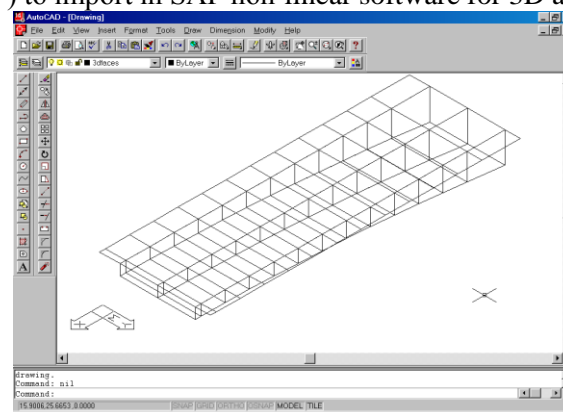 ) to import in SAP non-linear software for 3D a
AutoCAD - [Drawing]
File Edit View Insert Format Tools Draw Dimension Modify Help
3dfaces ByLayer ByLayer
drawing.
Command: nil
Command:
15.9006,25.6653 ,0.0000 SNAP GRID ORTHO OSNAP MODEL TILE